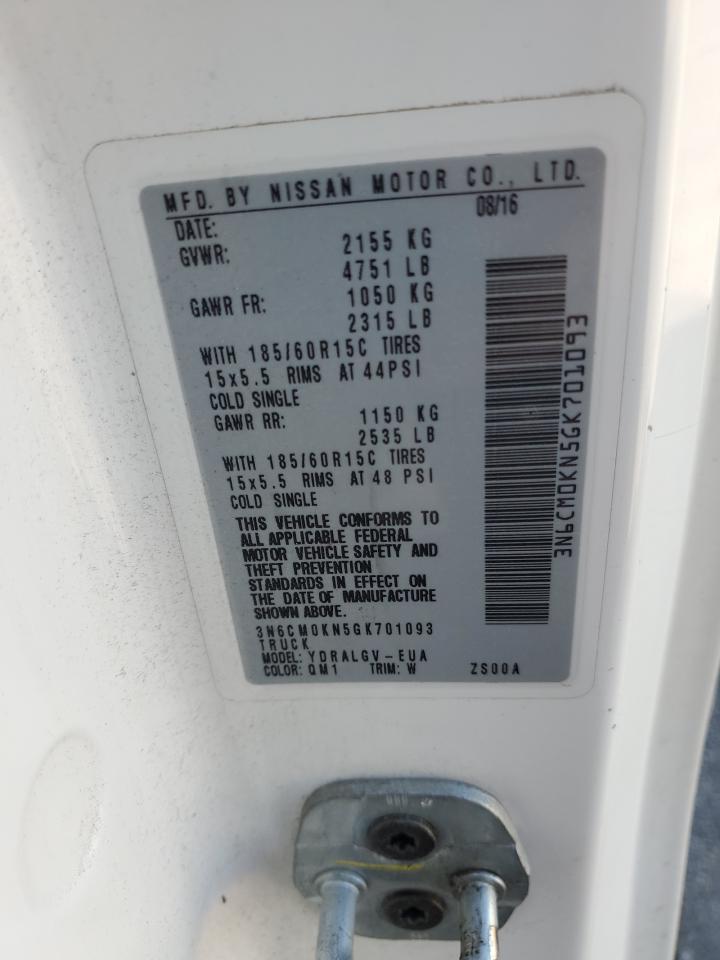 MFD. BY NISSAN MOTOR CO., LTD.
DATE: 08/16
GVWR: 2155 KG
4751 LB
GAWR FR: 1050 KG
2315 LB
WITH 185/60R15C TIRES
15x5.5 RIMS AT 44PSI
COLD SINGLE
GAWR RR: 1150 KG
2535 LB
WITH 185/60R15C TIRES
15x5.5 RIMS AT 48 PSI
COLD SINGLE
THIS VEHICLE CONFORMS TO
ALL APPLICABLE FEDERAL
MOTOR VEHICLE SAFETY AND
THEFT PREVENTION
STANDARDS IN EFFECT ON
THE DATE OF MANUFACTURE
SHOWN ABOVE.
3N6CM0KN5GK701093
TRUCK
MODEL: YDRALGV-EUA
COLOR: QM1 TRIM: W ZS00A
3N6CM0KN5GK701093